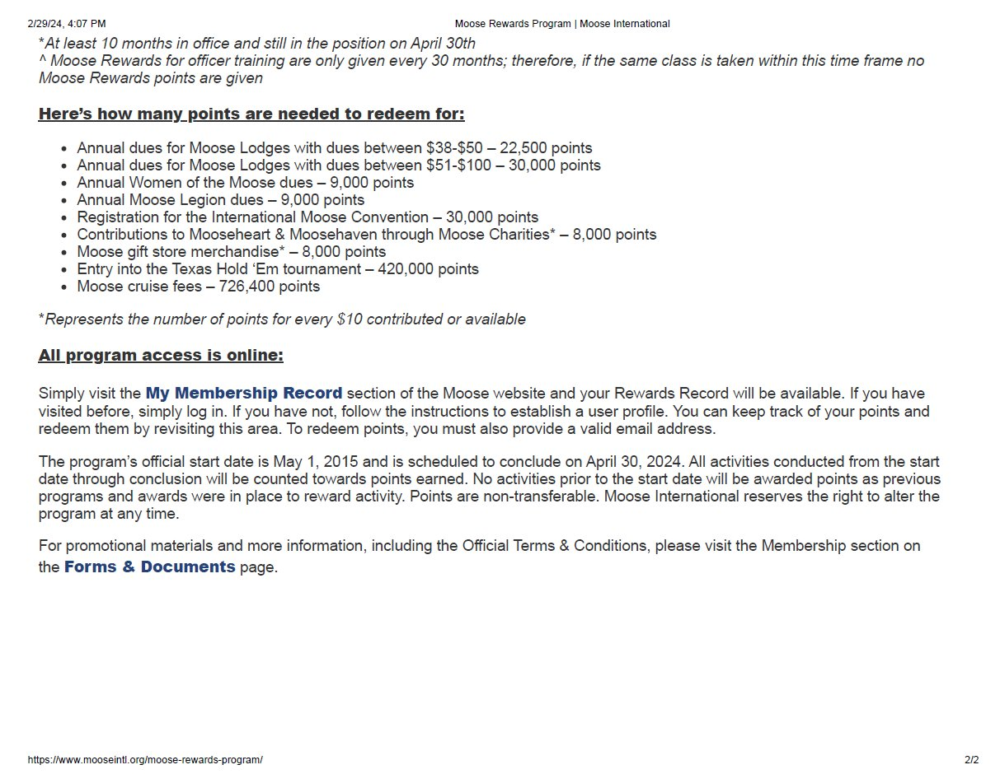 2/29/24, 4:07 PM
Moose Rewards Program | Moose International
*At least 10 months in office and still in the position on April 30th
^ Moose Rewards for officer training are only given every 30 months; therefore, if the same class is taken within this time frame no
Moose Rewards points are given
Here’s how many points are needed to redeem for:
• Annual dues for Moose Lodges with dues between $38-$50 – 22,500 points
• Annual dues for Moose Lodges with dues between $51-$100 – 30,000 points
• Annual Women of the Moose dues – 9,000 points
• Annual Moose Legion dues – 9,000 points
• Registration for the International Moose Convention – 30,000 points
• Contributions to Mooseheart & Moosehaven through Moose Charities* – 8,000 points
• Moose gift store merchandise* – 8,000 points
• Entry into the Texas Hold ‘Em tournament – 420,000 points
• Moose cruise fees – 726,400 points
*Represents the number of points for every $10 contributed or available
All program access is online:
Simply visit the My Membership Record section of the Moose website and your Rewards Record will be available. If you have
visited before, simply log in. If you have not, follow the instructions to establish a user profile. You can keep track of your points and
redeem them by revisiting this area. To redeem points, you must also provide a valid email address.
The program’s official start date is May 1, 2015 and is scheduled to conclude on April 30, 2024. All activities conducted from the start
date through conclusion will be counted towards points earned. No activities prior to the start date will be awarded points as previous
programs and awards were in place to reward activity. Points are non-transferable. Moose International reserves the right to alter the
program at any time.
For promotional materials and more information, including the Official Terms & Conditions, please visit the Membership section on
the Forms & Documents page.
https://www.mooseintl.org/moose-rewards-program/
2/2